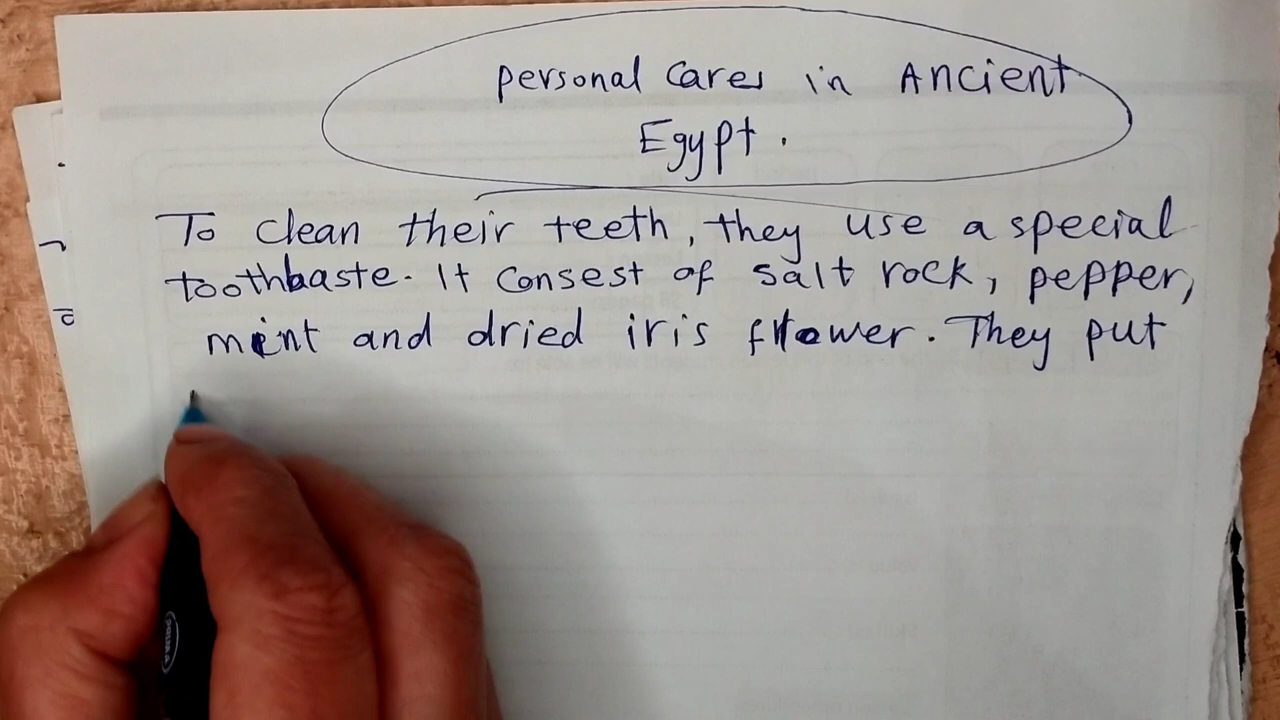 personal Cares in Ancient
Egypt.
To clean their teeth, they use a special
toothbaste. It Consest of salt rock, pepper,
mint and dried iris flower. They put
PRIMA